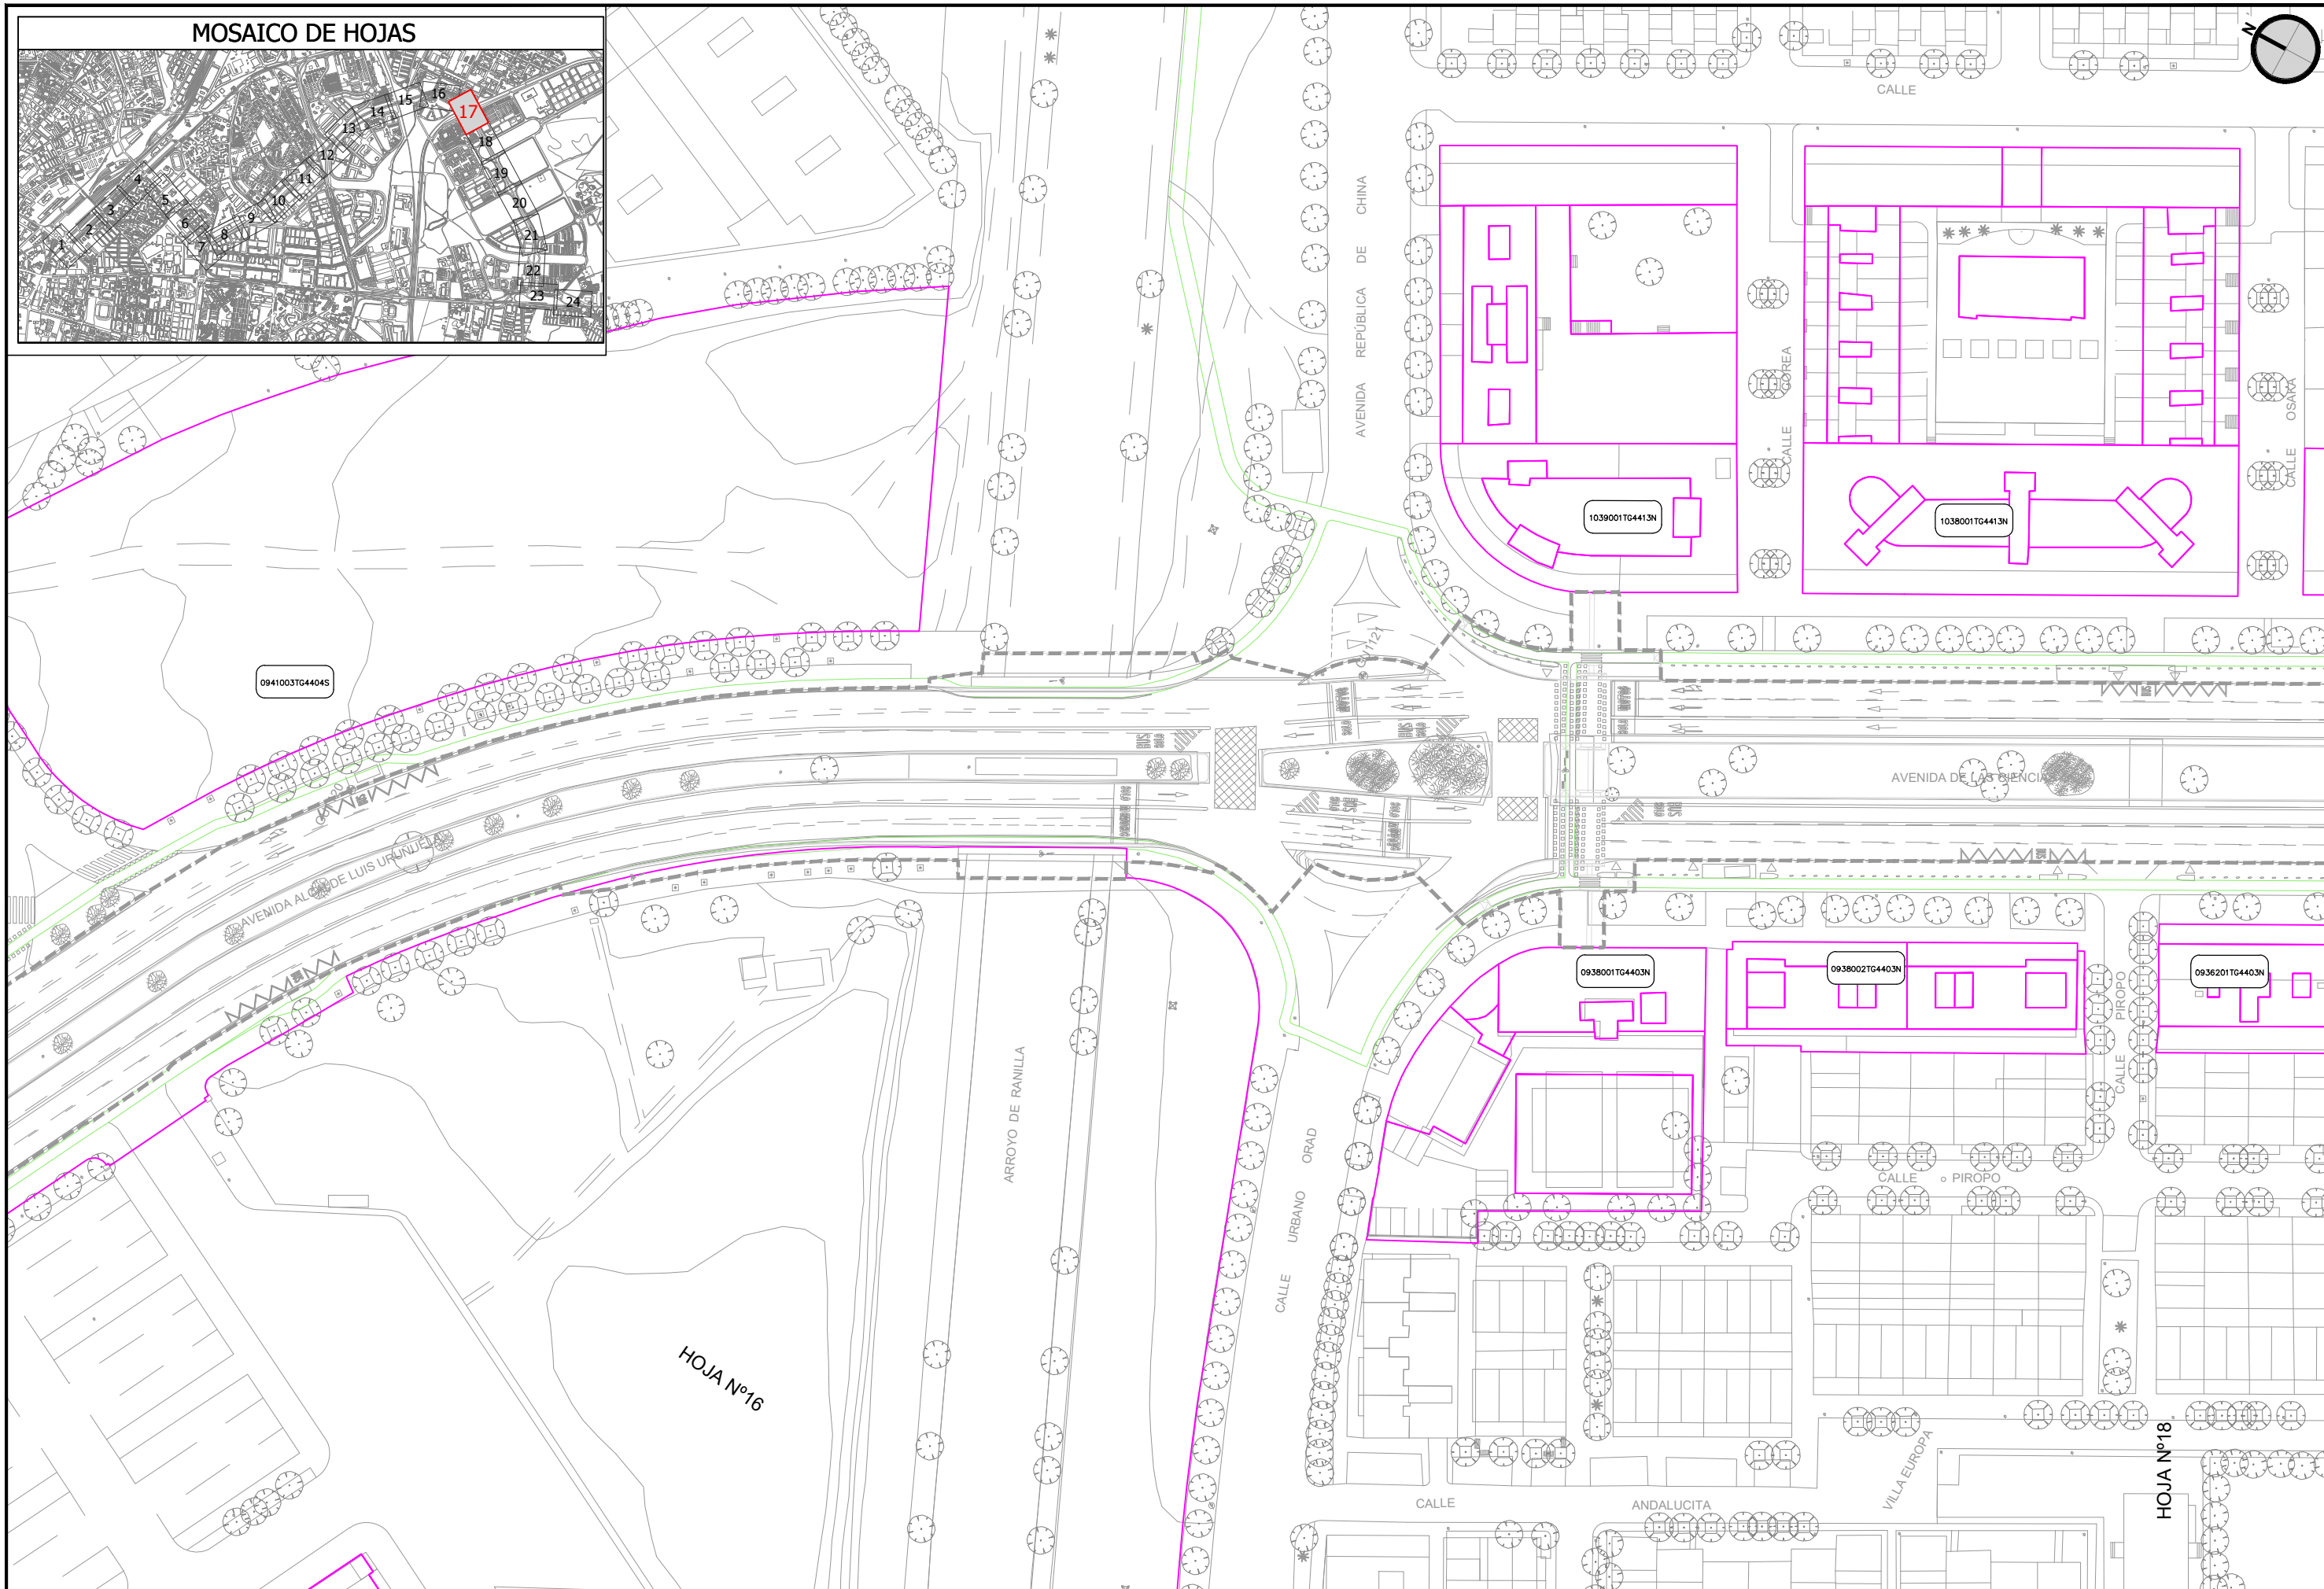 MOSAICO DE HOJAS
N
1
2
3
4
5
6
7
8
9
10
11
12
13
14
15
16
17
18
19
20
21
22
23
24
CALLE
AVENIDA REPÚBLICA DE CHINA
CALLE COREA
CALLE OSAKA
1039001TG4413N
1038001TG4413N
0941003TG4404S
AVENIDA DE LAS CIENCIAS
AVENIDA ALCALDE LUIS URUÑUELA
0938001TG4403N
0938002TG4403N
0936201TG4403N
CALLE PIROPO
ARROYO DE RANILLA
CALLE URBANO ORAD
CALLE PIROPO
HOJA Nº16
HOJA Nº18
VILLA EUROPA
CALLE ANDALUCITA